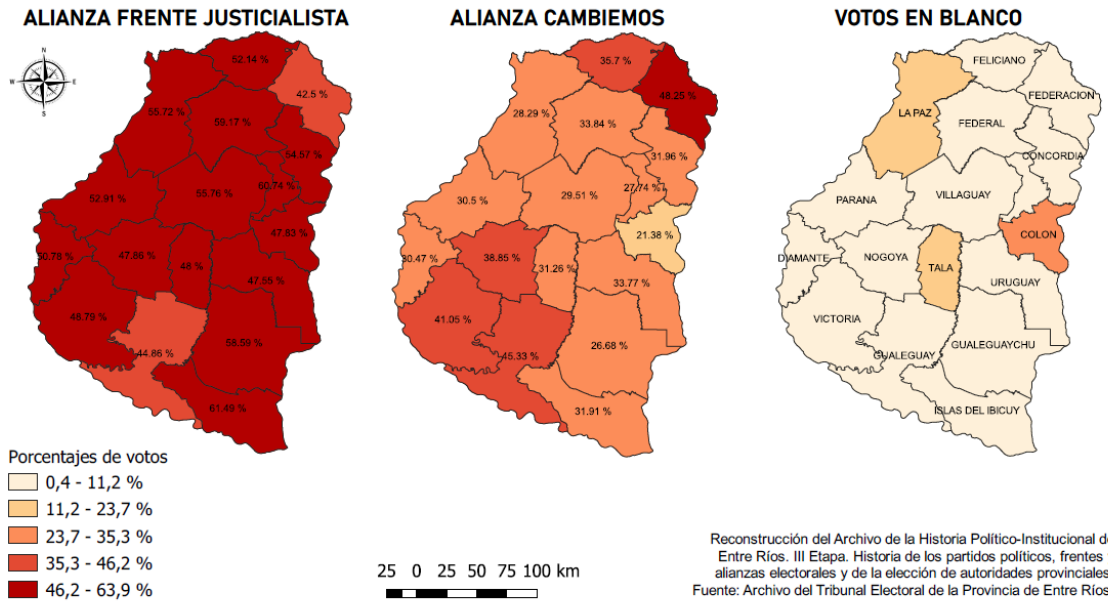 ALIANZA FRENTE JUSTICIALISTA
N
W E
S
52.14 %
42.5 %
55.72 %
59.17 %
54.57 %
60.74 %
55.76 %
52.91 %
47.83 %
50.78 %
47.86 %
48 %
47.55 %
46.79 %
44.86 %
58.59 %
61.49 %
ALIANZA CAMBIEMOS
35.7 %
48.25 %
28.29 %
33.84 %
31.96 %
27.74 %
29.51 %
30.5 %
21.38 %
30.47 %
38.85 %
31.26 %
33.77 %
41.05 %
45.33 %
26.68 %
31.91 %
VOTOS EN BLANCO
FELICIANO
FEDERACION
LA PAZ
FEDERAL
CONCORDIA
VILLAGUAY
PARANA
COLON
DIAMANTE
NOGOYA
TALA
URUGUAY
VICTORIA
GUALEGUAY
GUALEGUAYCHU
ISLAS DEL IBICUY
Porcentajes de votos
0,4 - 11,2 %
11,2 - 23,7 %
23,7 - 35,3 %
35,3 - 46,2 %
46,2 - 63,9 %
25 0 25 50 75 100 km
Reconstrucción del Archivo de la Historia Político-Institucional de
Entre Ríos. III Etapa. Historia de los partidos políticos, frentes
alianzas electorales y de la elección de autoridades provinciales
Fuente: Archivo del Tribunal Electoral de la Provincia de Entre Ríos